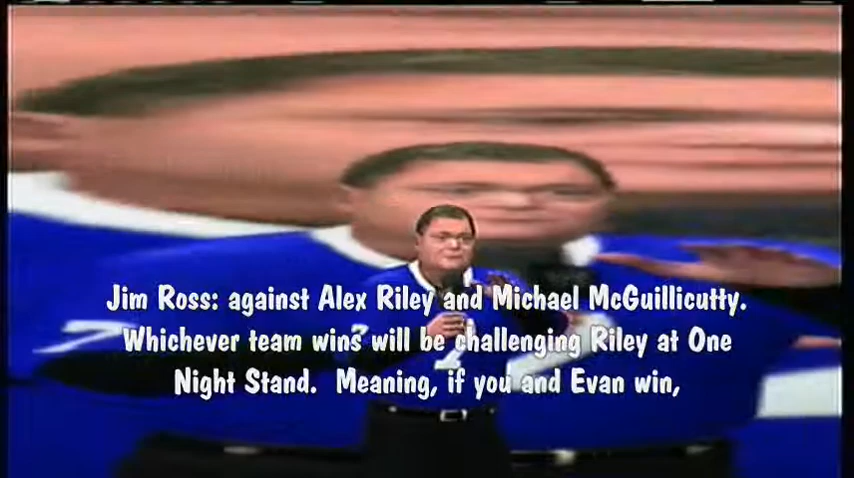 Jim Ross: against Alex Riley and Michael McGuillicutty.
Whichever team wins will be challenging Riley at One
Night Stand. Meaning, if you and Evan win,